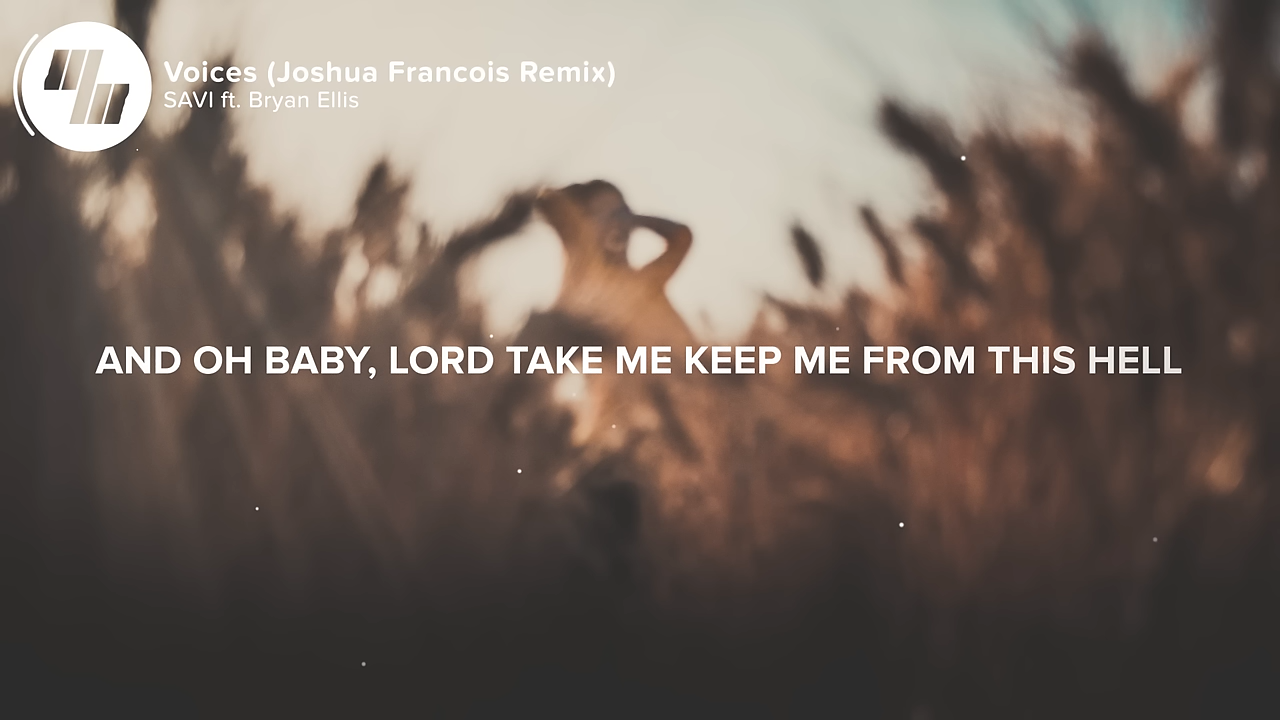 Voices (Joshua Francois Remix)
SAVI ft. Bryan Ellis
AND OH BABY, LORD TAKE ME KEEP ME FROM THIS HELL